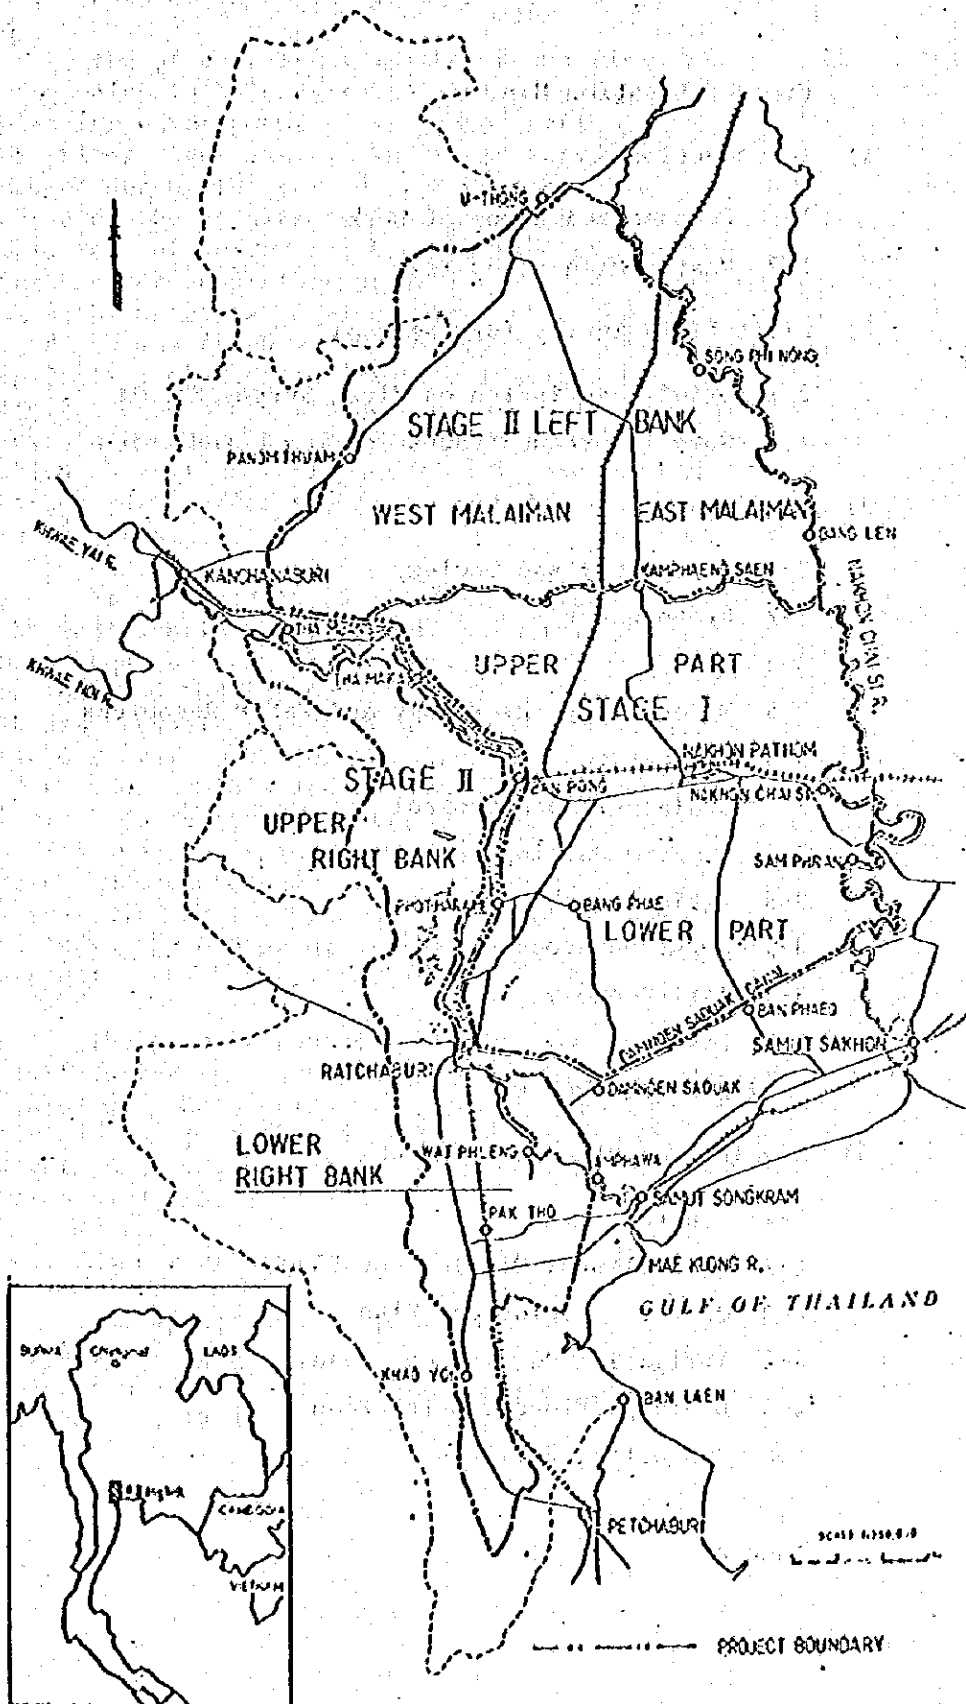 U-THONG
SONG PHI NONG
STAGE II LEFT BANK
WEST MALAIMAN
EAST MALAIMAN
BANG LEN
KHWAE YAI R.
KANCHANABURI
KAMPHAENG SAEN
NAKHON CHAI SI R.
KHWAE NOI R.
THA MAKA
UPPER PART
STAGE I
NAKHON PATHOM
STAGE II
BAN PONG
NAKHON CHAI SI
UPPER
RIGHT BANK
SAM PHRAN
PHOTHARAM
BANG PHAE
LOWER PART
DAMNOEN SADUAK CANAL
BAN PHAEO
SAMUT SAKHON
RATCHABURI
DAMNOEN SADUAK
LOWER
RIGHT BANK
WAT PHLENG
AMPHAWA
SAMUT SONGKRAM
PAK THO
MAE KLONG R.
GULF OF THAILAND
BURMA
LAOS
KHAO YOI
BAN LAEN
CAMBODIA
VIETNAM
PETCHABURI
PROJECT BOUNDARY